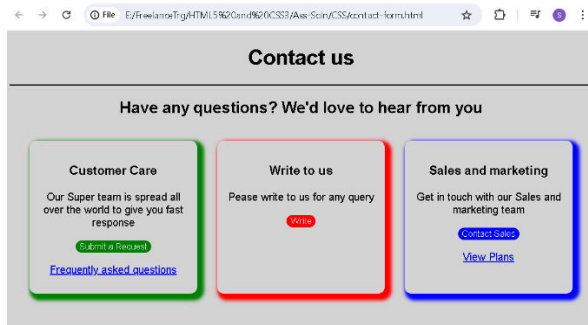 File E:/FreelanceTrg/HTML5%20and%20CSS3/Ass-Soln/CSS/contact-form.html
S
Contact us
Have any questions? We'd love to hear from you
Customer Care
Our Super team is spread all
over the world to give you fast
response
Submit a Request
Frequently asked questions
Write to us
Pease write to us for any query
Write
Sales and marketing
Get in touch with our Sales and
marketing team
Contact Sales
View Plans